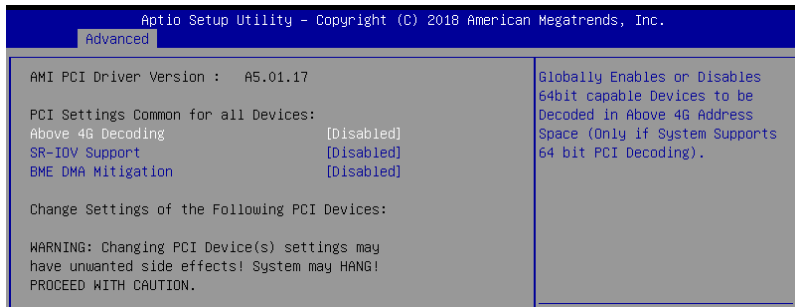 Aptio Setup Utility – Copyright (C) 2018 American Megatrends, Inc.
Advanced
AMI PCI Driver Version :   A5.01.17
PCI Settings Common for all Devices:
Above 4G Decoding   [Disabled]
SR-IOV Support   [Disabled]
BME DMA Mitigation   [Disabled]
Change Settings of the Following PCI Devices:
WARNING: Changing PCI Device(s) settings may
have unwanted side effects! System may HANG!
PROCEED WITH CAUTION.
Globally Enables or Disables
64bit capable Devices to be
Decoded in Above 4G Address
Space (Only if System Supports
64 bit PCI Decoding).